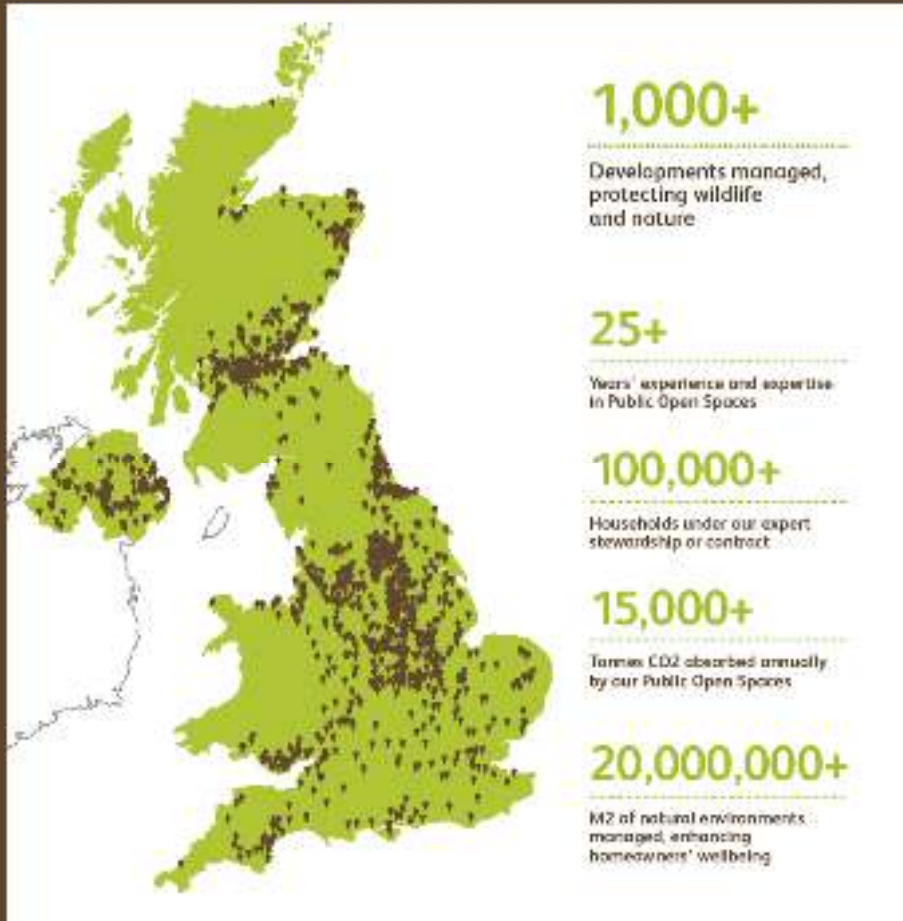 1,000+
Developments managed,
protecting wildlife
and nature
25+
Years' experience and expertise
in Public Open Spaces
100,000+
Households under our expert
stewardship or contract
15,000+
Tonnes CO2 absorbed annually
by our Public Open Spaces
20,000,000+
M2 of natural environments
managed, enhancing
homeowners' wellbeing